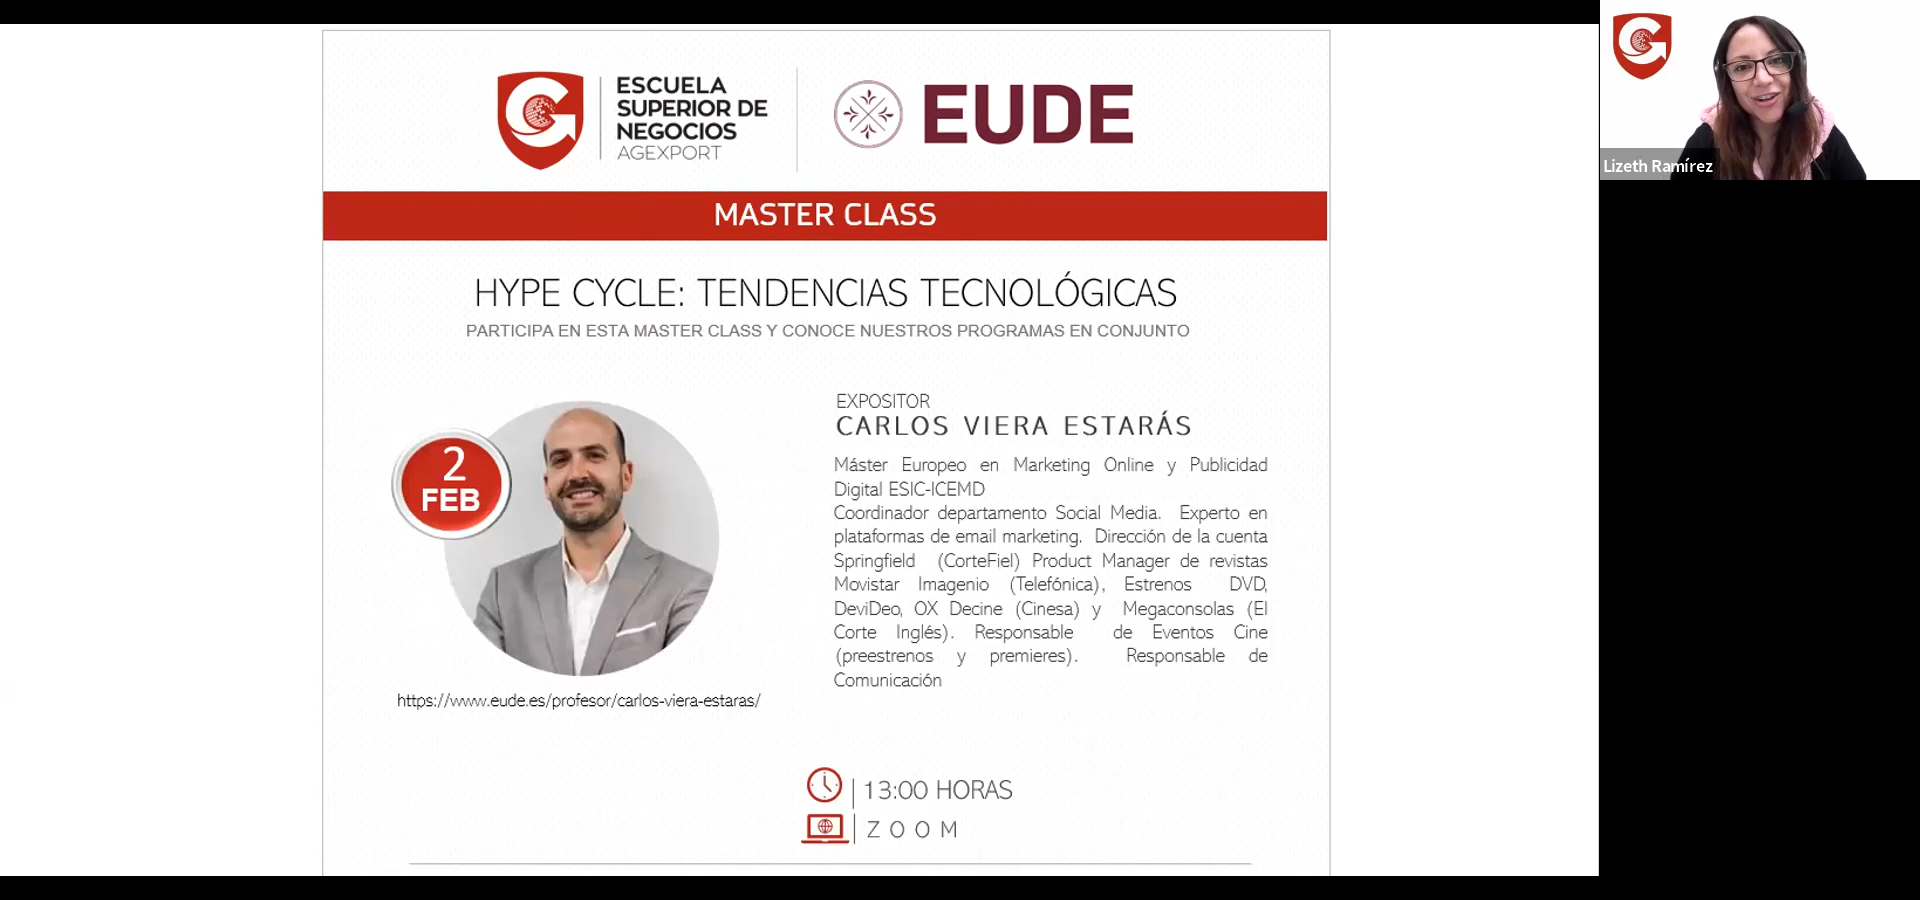 ESCUELA
SUPERIOR DE
NEGOCIOS
AGEXPORT
EUDE
MASTER CLASS
HYPE CYCLE: TENDENCIAS TECNOLÓGICAS
PARTICIPA EN ESTA MASTER CLASS Y CONOCE NUESTROS PROGRAMAS EN CONJUNTO
2
FEB
https://www.eude.es/profesor/carlos-viera-estaras/
EXPOSITOR
CARLOS VIERA ESTARÁS
Máster Europeo en Marketing Online y Publicidad
Digital ESIC-ICEMD
Coordinador departamento Social Media. Experto en
plataformas de email marketing. Dirección de la cuenta
Springfield (CorteFiel) Product Manager de revistas
Movistar Imagenio (Telefónica), Estrenos DVD,
DeviDeo, OX Decine (Cinesa) y Megaconsolas (El
Corte Inglés). Responsable de Eventos Cine
(preestrenos y premieres). Responsable de
Comunicación
13:00 HORAS
ZOOM
Lizeth Ramírez